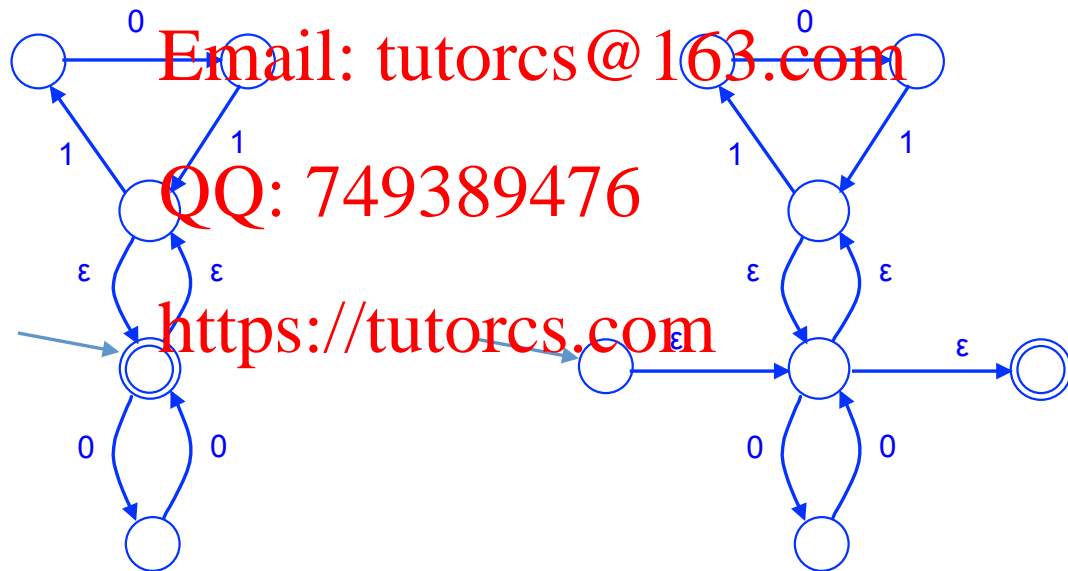 0 0
Email: tutorcs@163.com
1 1 1 1
QQ: 749389476
ε ε ε ε
https://tutorcs.com
ε ε
0 0 0 0